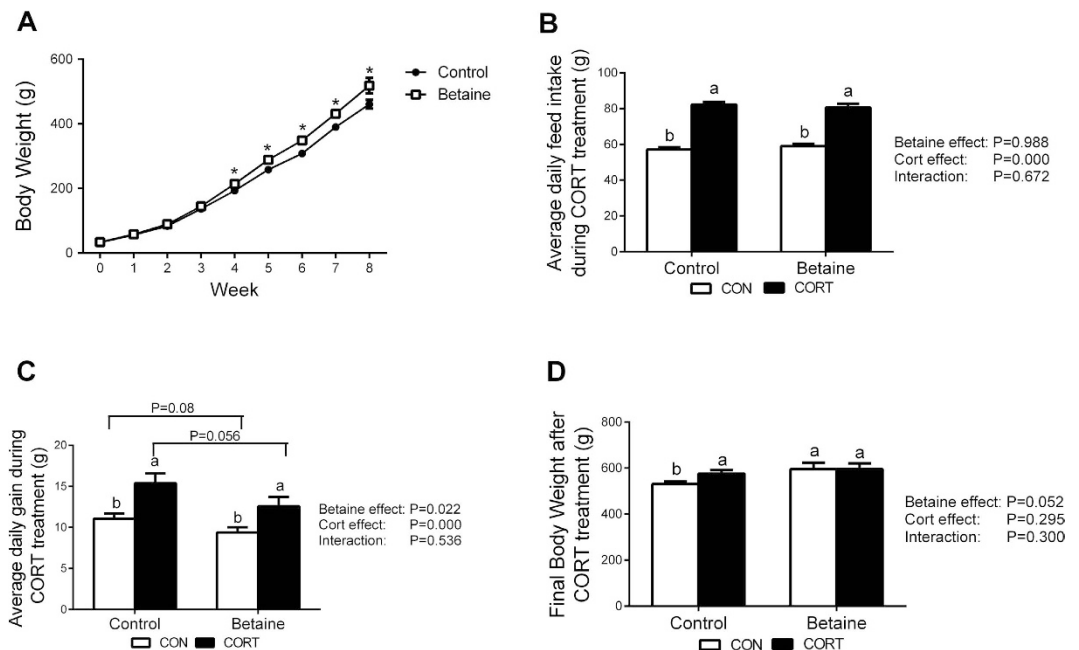 A
Body Weight (g)
600
400
200
0
* * * * *
0 1 2 3 4 5 6 7 8
Week
Control
Betaine
B
Average daily feed intake
during CORT treatment (g)
100
80
60
40
20
0
b a b a
Control Betaine
CON CORT
Betaine effect: P=0.988
Cort effect: P=0.000
Interaction: P=0.672
C
P=0.08
P=0.056
Average daily gain during
CORT treatment (g)
20
15
10
5
0
b a b a
Control Betaine
CON CORT
Betaine effect: P=0.022
Cort effect: P=0.000
Interaction: P=0.536
D
Final Body Weight after
CORT treatment (g)
800
600
400
200
0
b a a a
Control Betaine
CON CORT
Betaine effect: P=0.052
Cort effect: P=0.295
Interaction: P=0.300